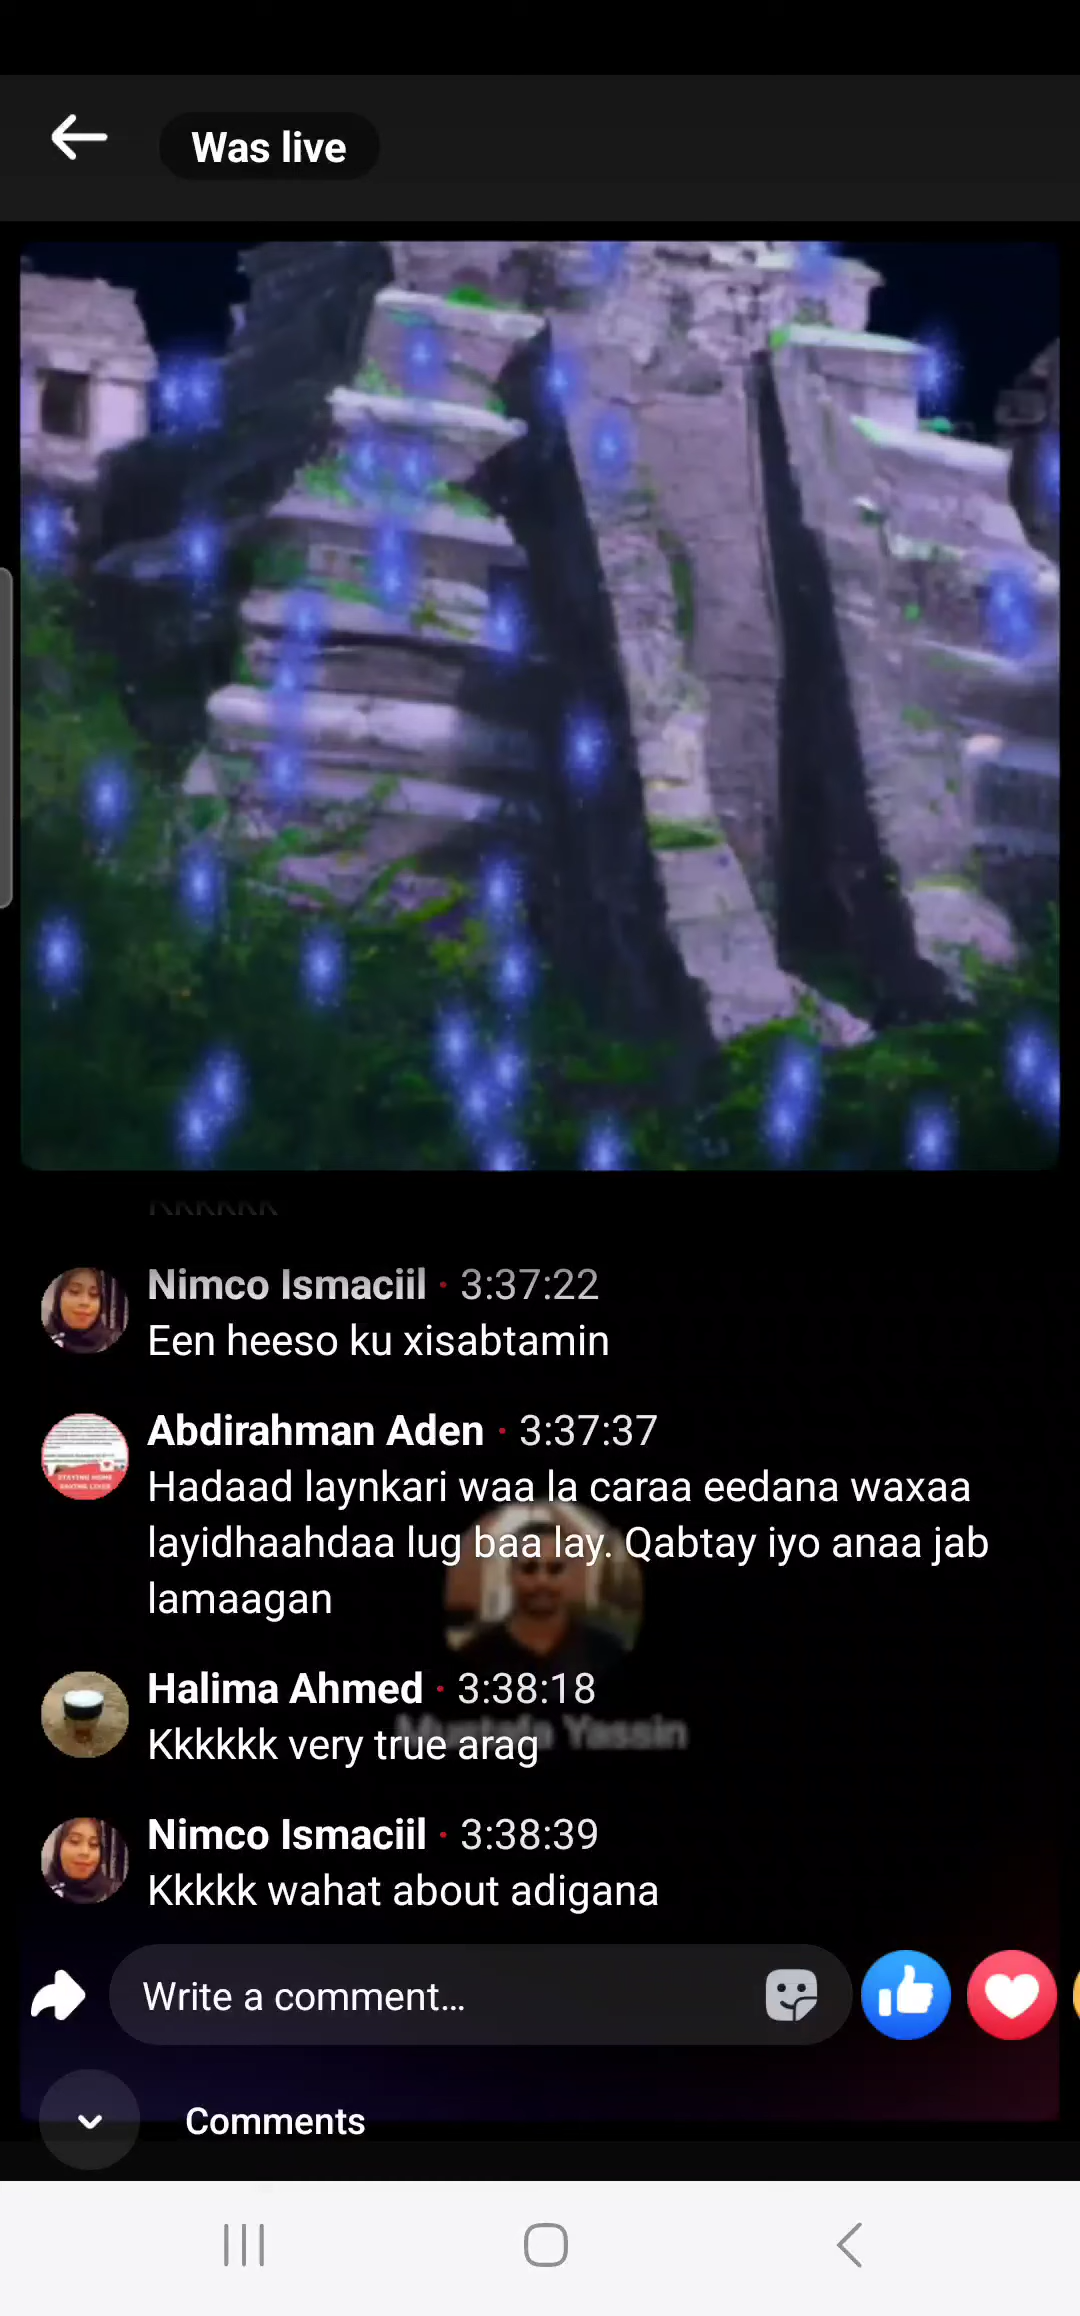 Was live
Nimco Ismaciil · 3:37:22
Een heeso ku xisabtamin
Abdirahman Aden · 3:37:37
Hadaad laynkari waa la caraa eedana waxaa
layidhaahdaa lug baa lay. Qabtay iyo anaa jab
lamaagan
Halima Ahmed · 3:38:18
Mustafa Yassin
Kkkkkk very true arag
Nimco Ismaciil · 3:38:39
Kkkkk wahat about adigana
Write a comment...
Comments